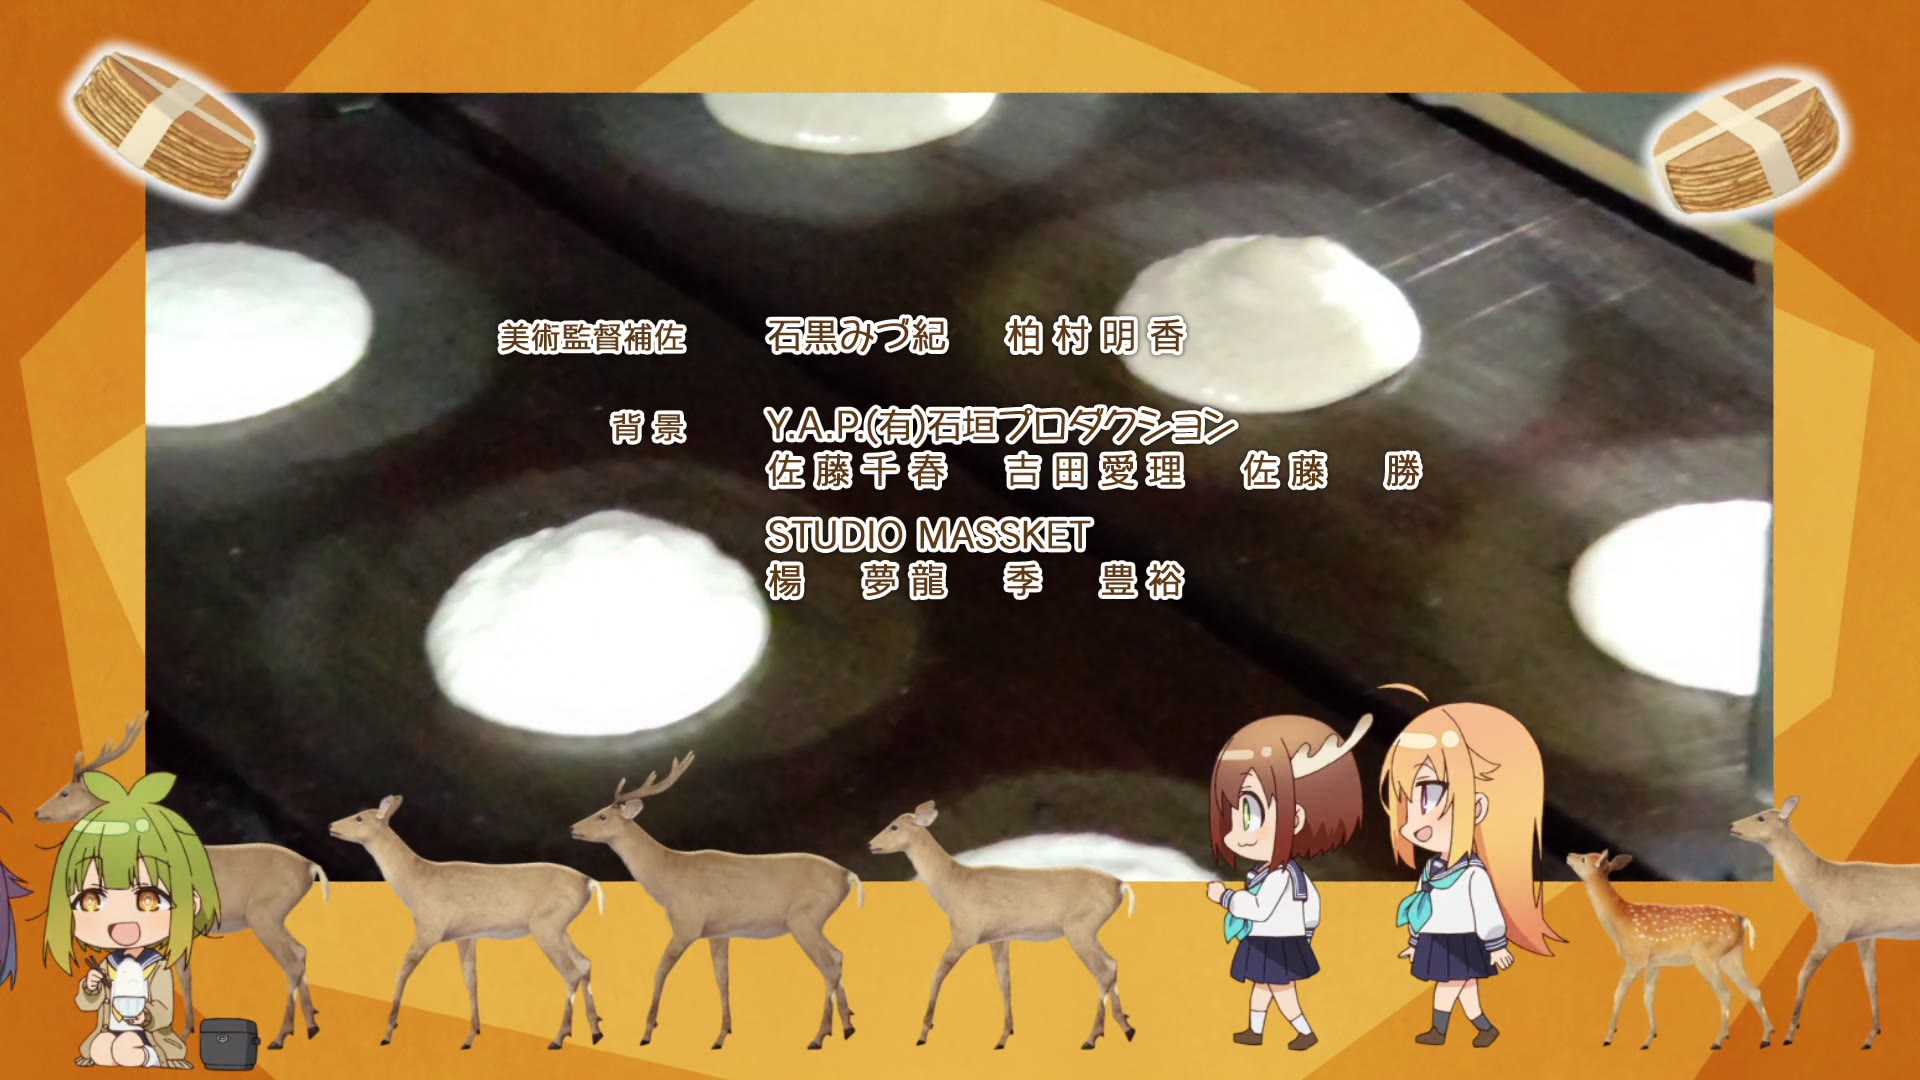 美術監督補佐 石黒みづ紀 柏村明香
背景 Y.A.P.(有)石垣プロダクション
佐藤千春 吉田愛理 佐藤 勝
STUDIO MASSKET
楊 夢龍 季 豊裕